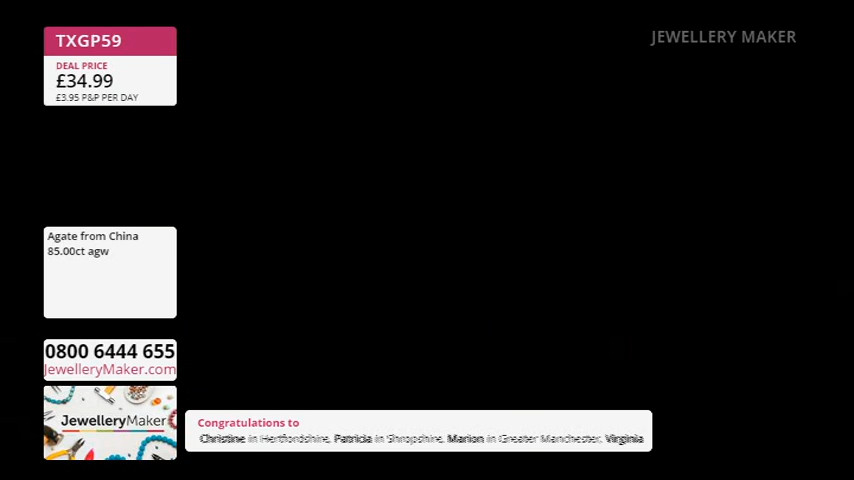 TXGP59
JEWELLERY MAKER
DEAL PRICE
£34.99
£3.95 P&P PER DAY
Agate from China
85.00ct agw
0800 6444 655
JewelleryMaker.com
JewelleryMaker
Congratulations to
Christine in Hertfordshire, Patricia in Shropshire, Marion in Greater Manchester, Virginia